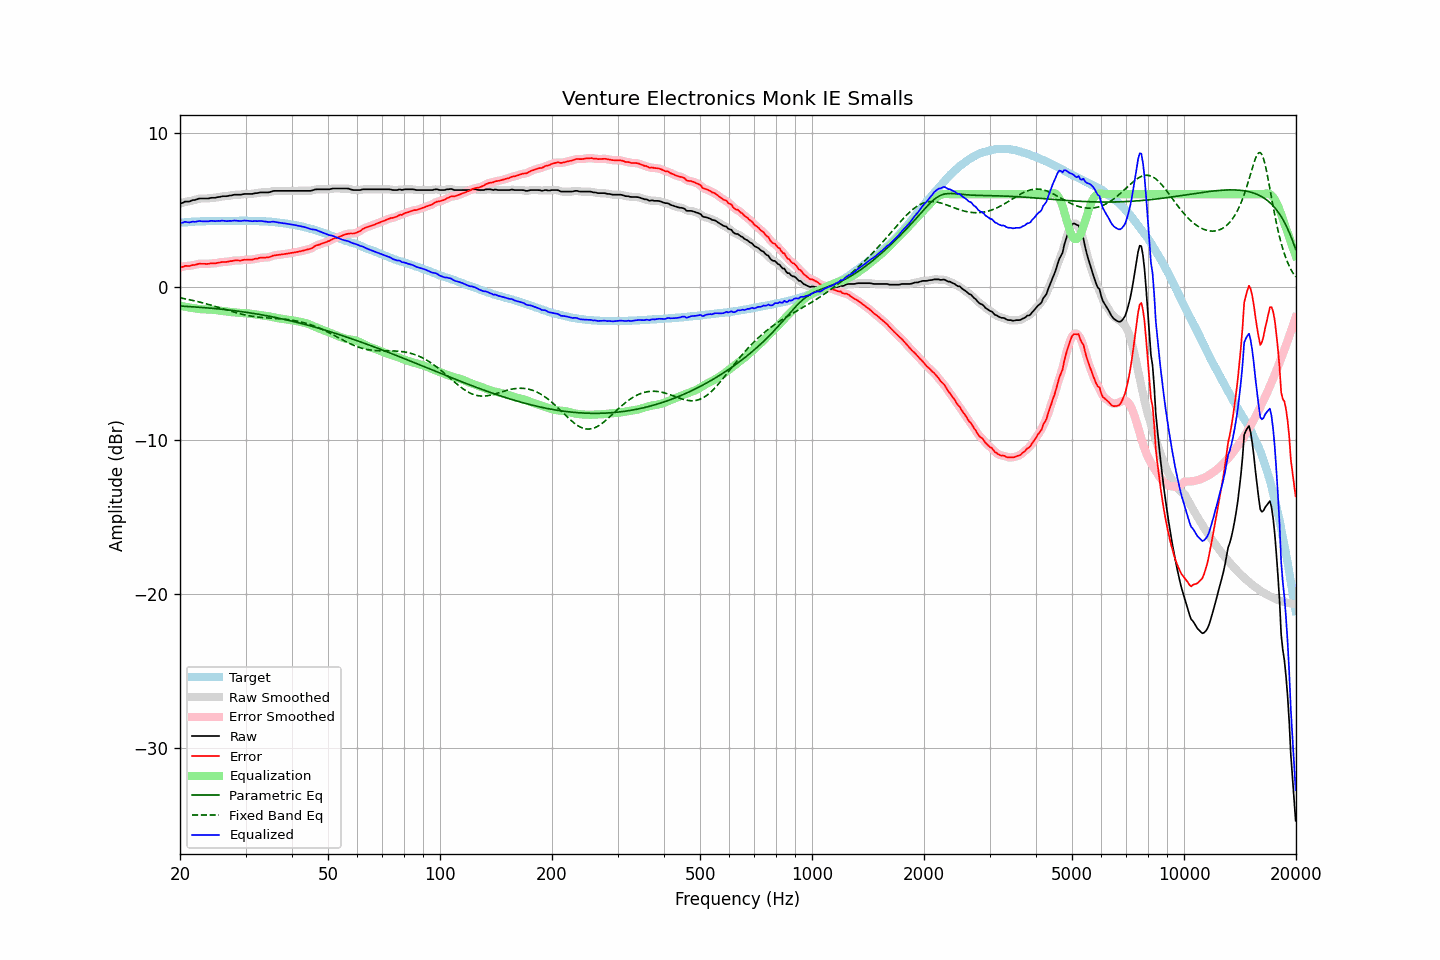 Venture Electronics Monk IE Smalls
10
0
−10
−20
−30
Amplitude (dBr)
Target
Raw Smoothed
Error Smoothed
Raw
Error
Equalization
Parametric Eq
Fixed Band Eq
Equalized
20 50 100 200 500 1000 2000 5000 10000 20000
Frequency (Hz)